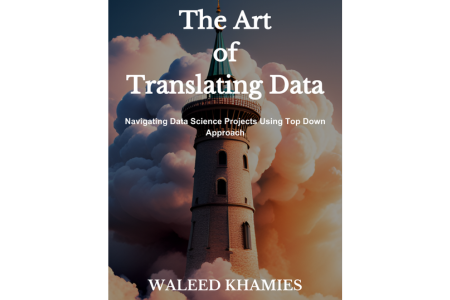 The Art
of
Translating Data
Navigating Data Science Projects Using Top Down
Approach
WALEED KHAMIES